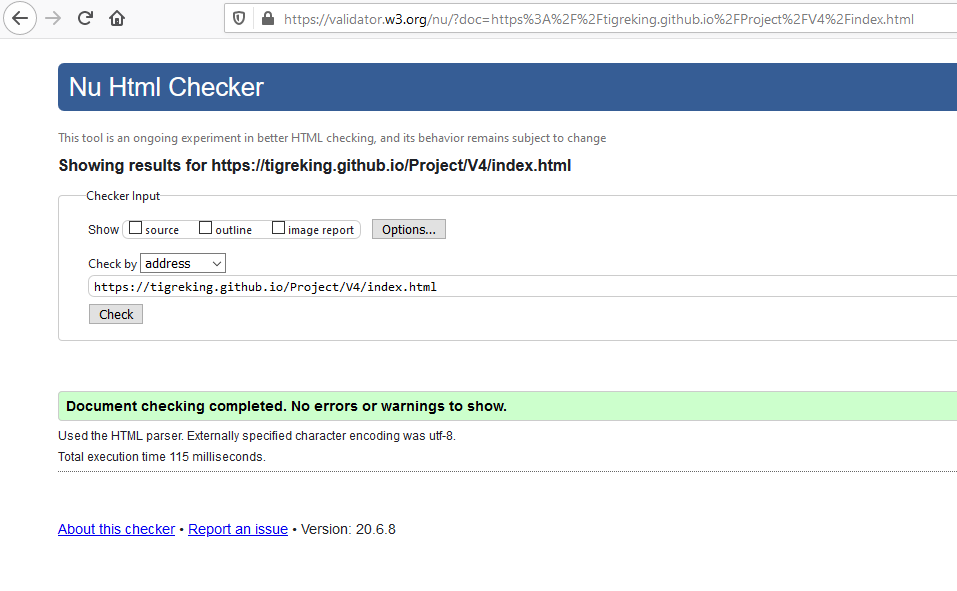 https://validator.w3.org/nu/?doc=https%3A%2F%2Ftigreking.github.io%2FProject%2FV4%2Findex.html
Nu Html Checker
This tool is an ongoing experiment in better HTML checking, and its behavior remains subject to change
Showing results for https://tigreking.github.io/Project/V4/index.html
Checker Input
Show source outline image report Options...
Check by address
https://tigreking.github.io/Project/V4/index.html
Check
Document checking completed. No errors or warnings to show.
Used the HTML parser. Externally specified character encoding was utf-8.
Total execution time 115 milliseconds.
About this checker • Report an issue • Version: 20.6.8